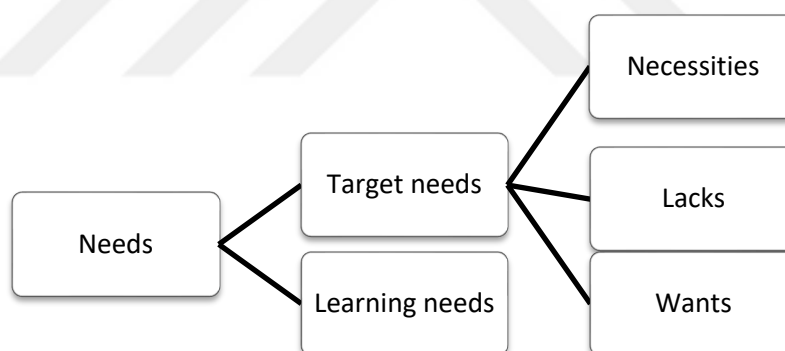 Needs
Target needs
Learning needs
Necessities
Lacks
Wants